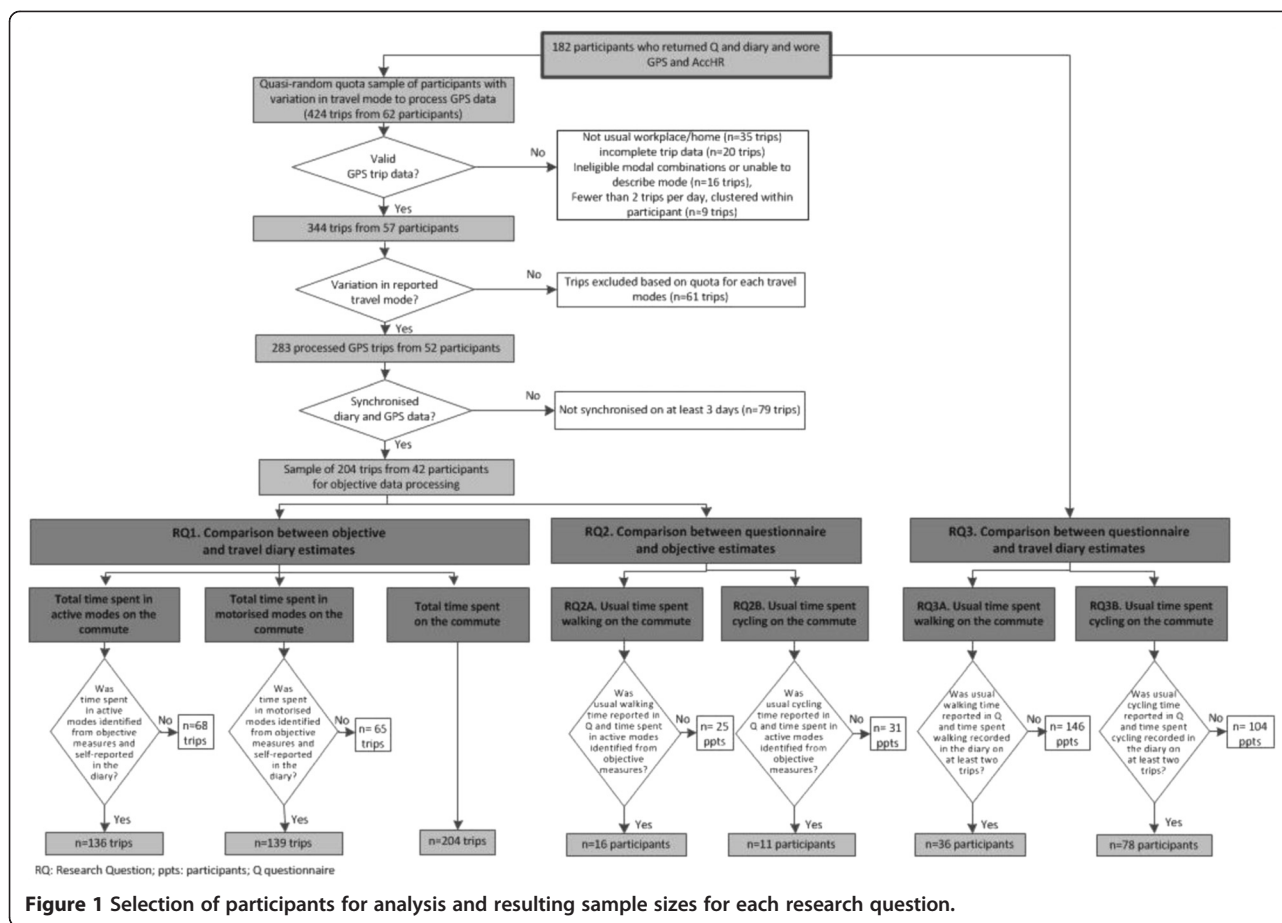 182 participants who returned Q and diary and wore
GPS and AccHR
Quasi-random quota sample of participants with
variation in travel mode to process GPS data
(424 trips from 62 participants)
Valid
GPS trip data?
No
Not usual workplace/home (n=35 trips)
incomplete trip data (n=20 trips)
Ineligible modal combinations or unable to
describe mode (n=16 trips),
Fewer than 2 trips per day, clustered within
participant (n=9 trips)
Yes
344 trips from 57 participants
Variation in reported
travel mode?
No
Trips excluded based on quota for each travel
modes (n=61 trips)
Yes
283 processed GPS trips from 52 participants
Synchronised
diary and GPS data?
No
Not synchronised on at least 3 days (n=79 trips)
Yes
Sample of 204 trips from 42 participants
for objective data processing
RQ1. Comparison between objective
and travel diary estimates
RQ2. Comparison between questionnaire
and objective estimates
RQ3. Comparison between questionnaire
and travel diary estimates
Total time spent in
active modes on the
commute
Total time spent in
motorised modes on the
commute
Total time spent
on the commute
RQ2A. Usual time spent
walking on the commute
RQ2B. Usual time spent
cycling on the commute
RQ3A. Usual time spent
walking on the commute
RQ3B. Usual time spent
cycling on the commute
Was
time spent
in active
modes identified
from objective
measures and
self-reported
in the
diary?
No
n=68
trips
Yes
n=136 trips
Was
time spent
in motorised
modes identified
from objective
measures and
self reported
in the
diary?
No
n= 65
trips
Yes
n=139 trips
n=204 trips
Was
usual walking
time reported in
Q and time spent
in active modes
identified from
objective
measures?
No
n= 25
ppts
Yes
n=16 participants
Was
usual cycling
time reported in
Q and time spent
in active modes
identified from
objective
measures?
No
n= 31
ppts
Yes
n=11 participants
Was usual
walking time
reported in Q
and time spent
walking recorded
in the diary on
at least two
trips?
No
n= 146
ppts
Yes
n=36 participants
Was usual
cycling time
reported in Q
and time spent
cycling recorded
in the diary on
at least two
trips?
No
n= 104
ppts
Yes
n=78 participants
RQ: Research Question; ppts: participants; Q questionnaire
Figure 1 Selection of participants for analysis and resulting sample sizes for each research question.